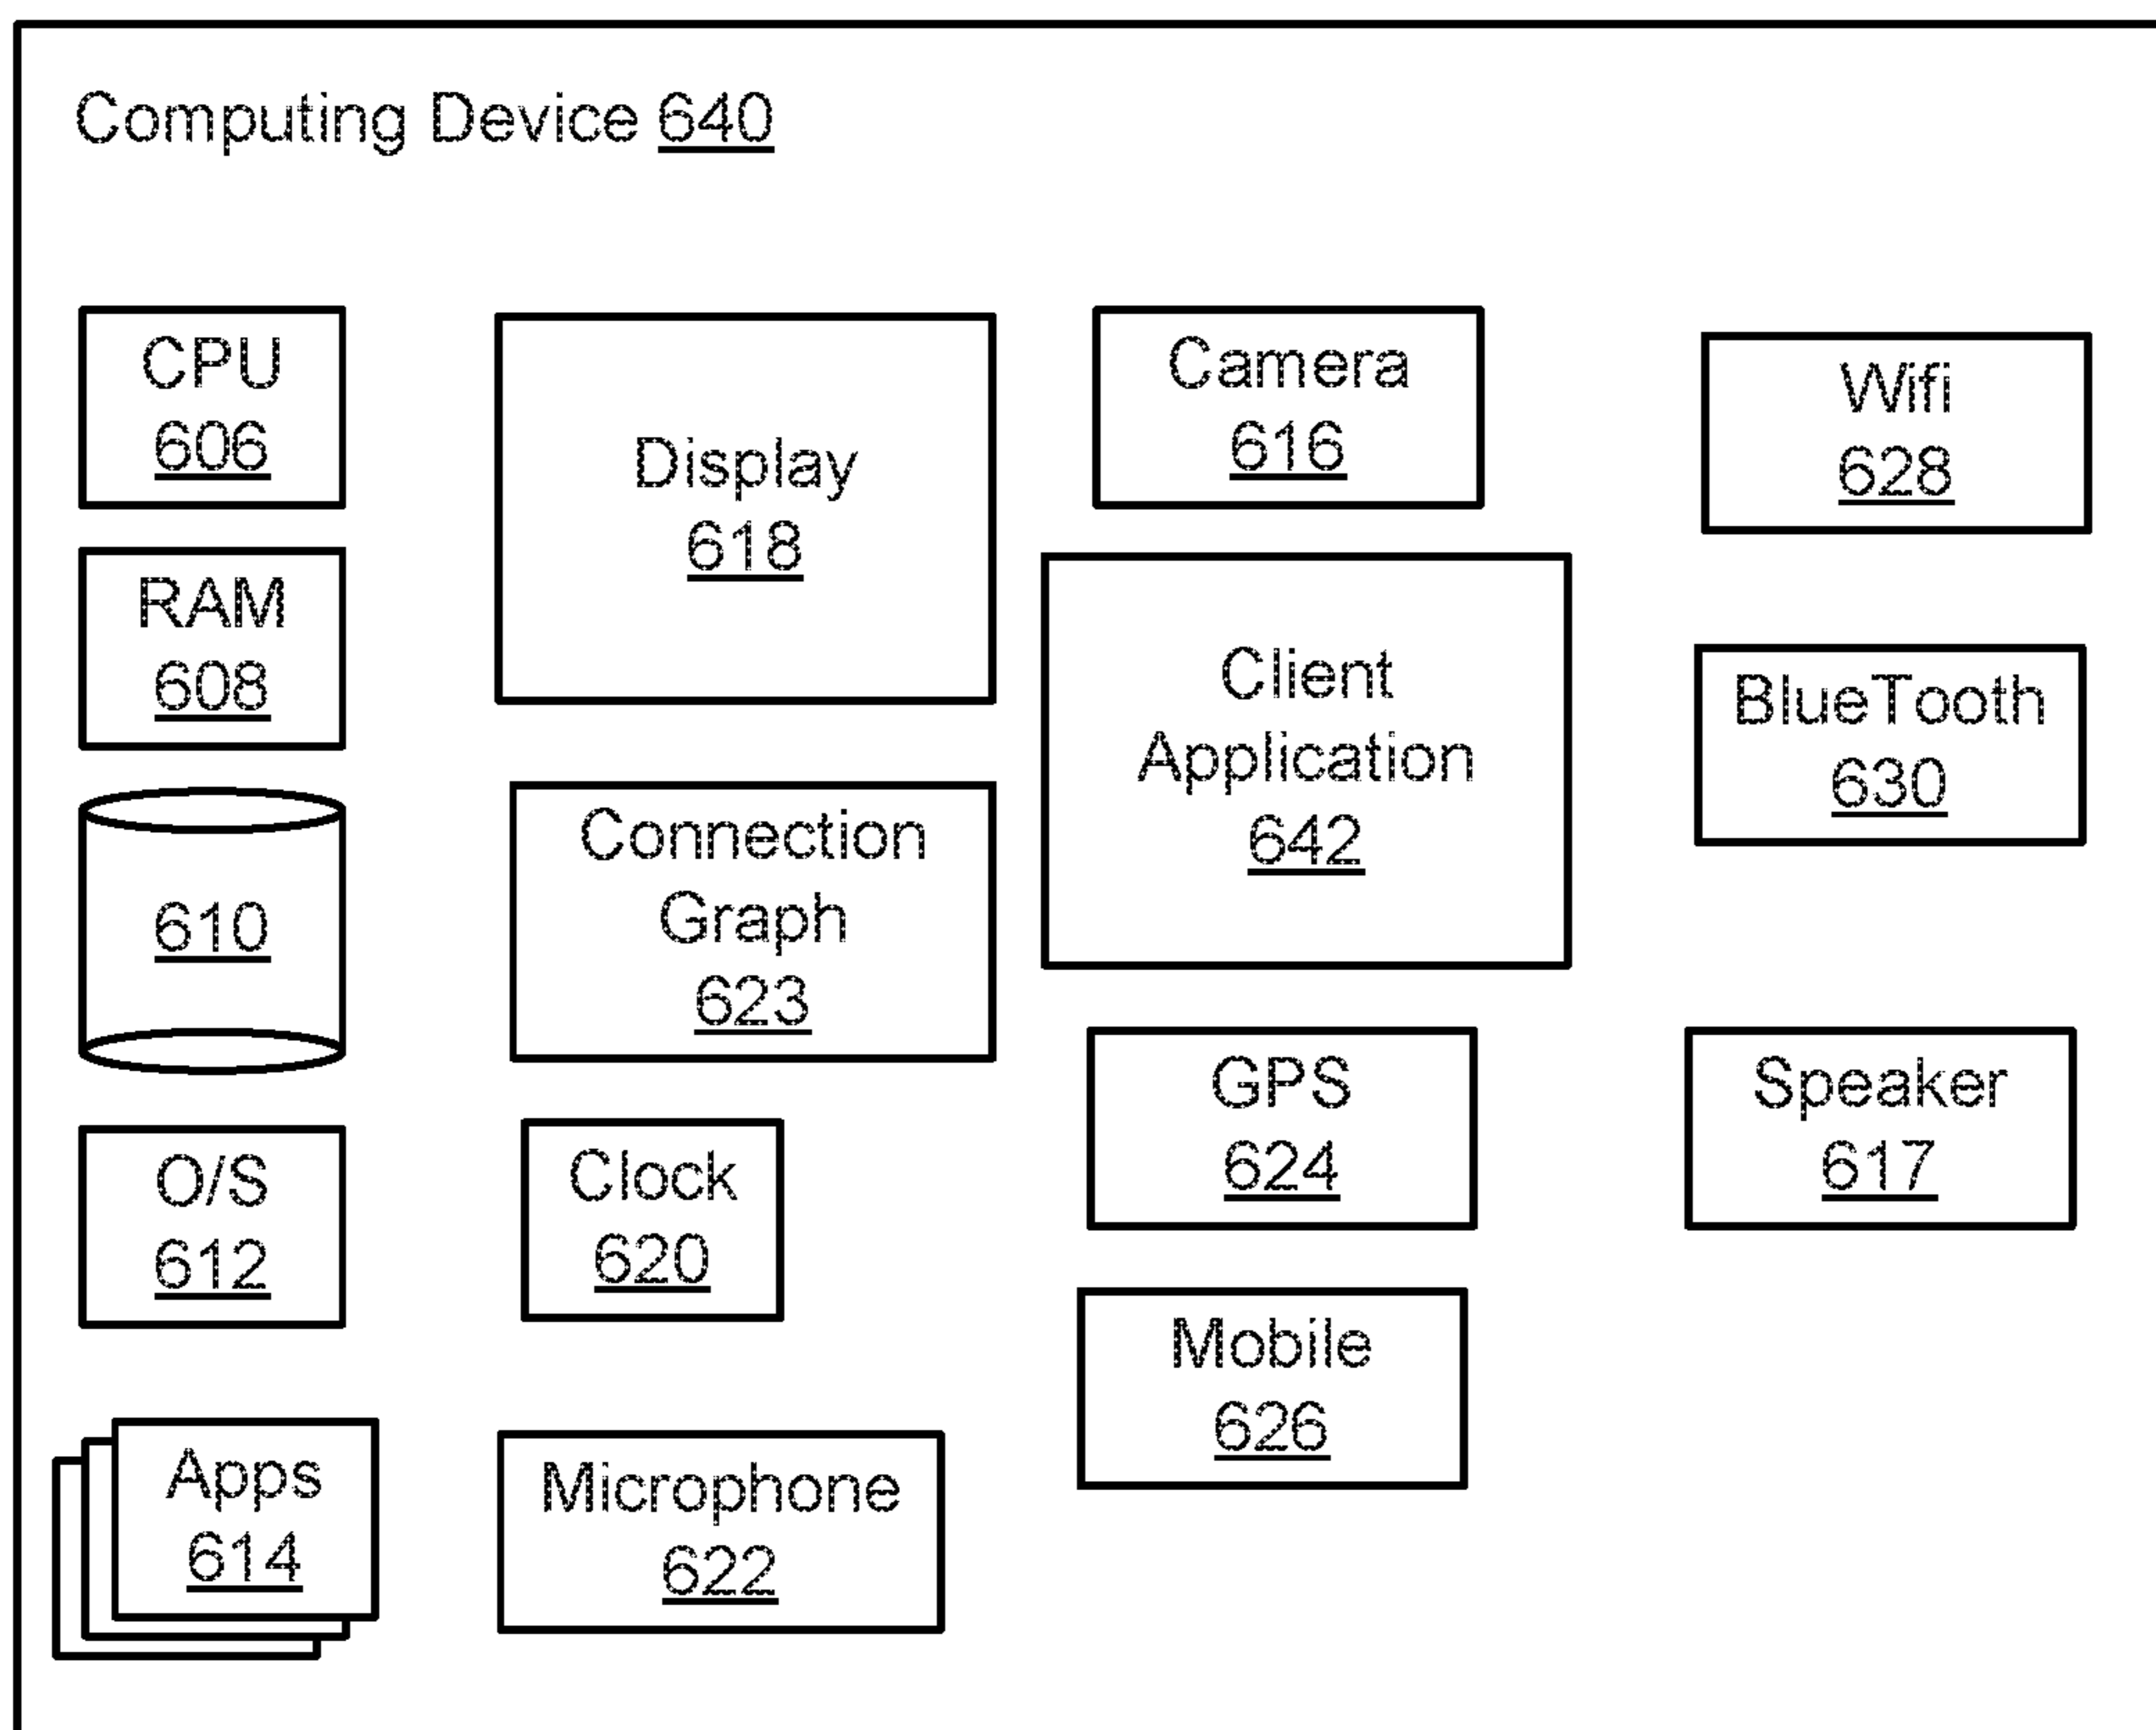 Computing Device 640
CPU
606
RAM
608
610
O/S
612
Apps
614
Display
618
Connection
Graph
623
Clock
620
Microphone
622
Camera
616
Client
Application
642
GPS
624
Mobile
626
Wifi
628
BlueTooth
630
Speaker
617